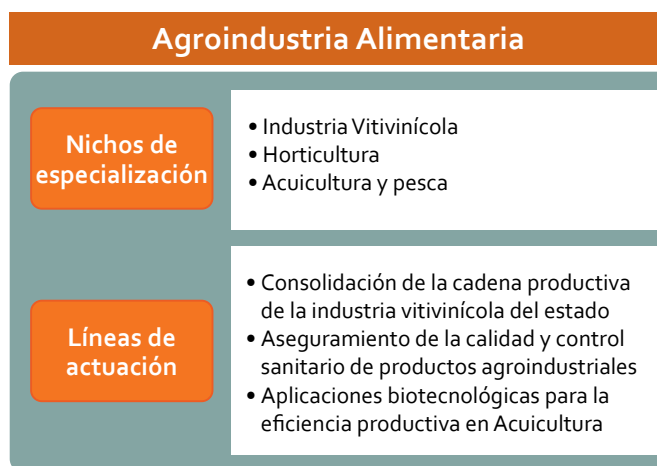 Agroindustria Alimentaria
Nichos de
especialización
• Industria Vitivinícola
• Horticultura
• Acuicultura y pesca
Líneas de
actuación
• Consolidación de la cadena productiva
de la industria vitivinícola del estado
• Aseguramiento de la calidad y control
sanitario de productos agroindustriales
• Aplicaciones biotecnológicas para la
eficiencia productiva en Acuicultura